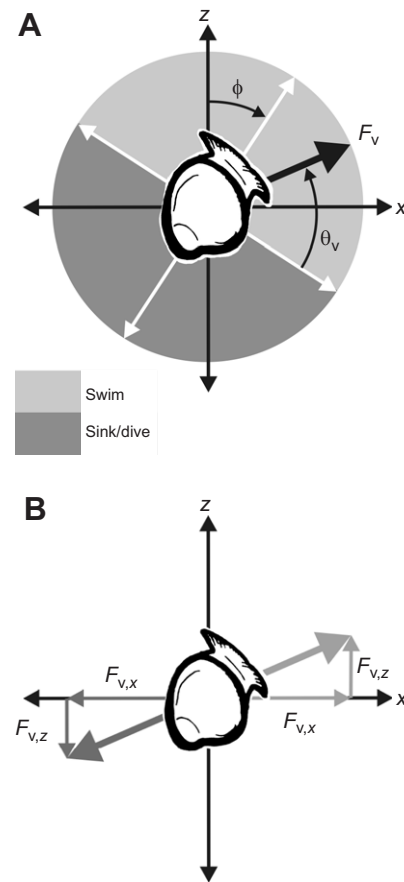 A
z
ϕ
Fv
x
θv
Swim
Sink/dive
B
z
Fv,x
Fv,z
x
Fv,z
Fv,x